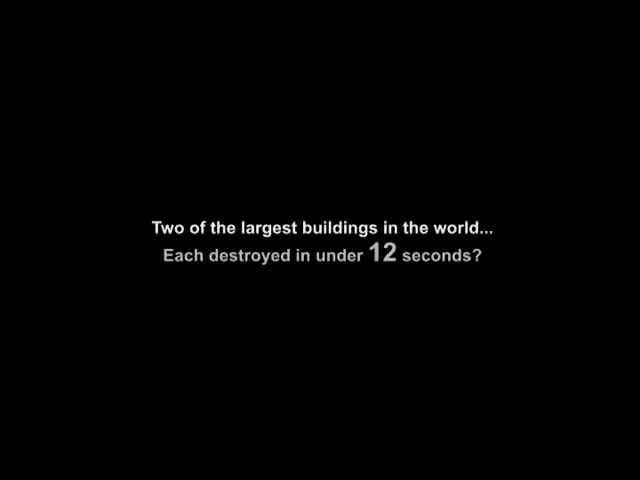 Two of the largest buildings in the world...
Each destroyed in under 12 seconds?